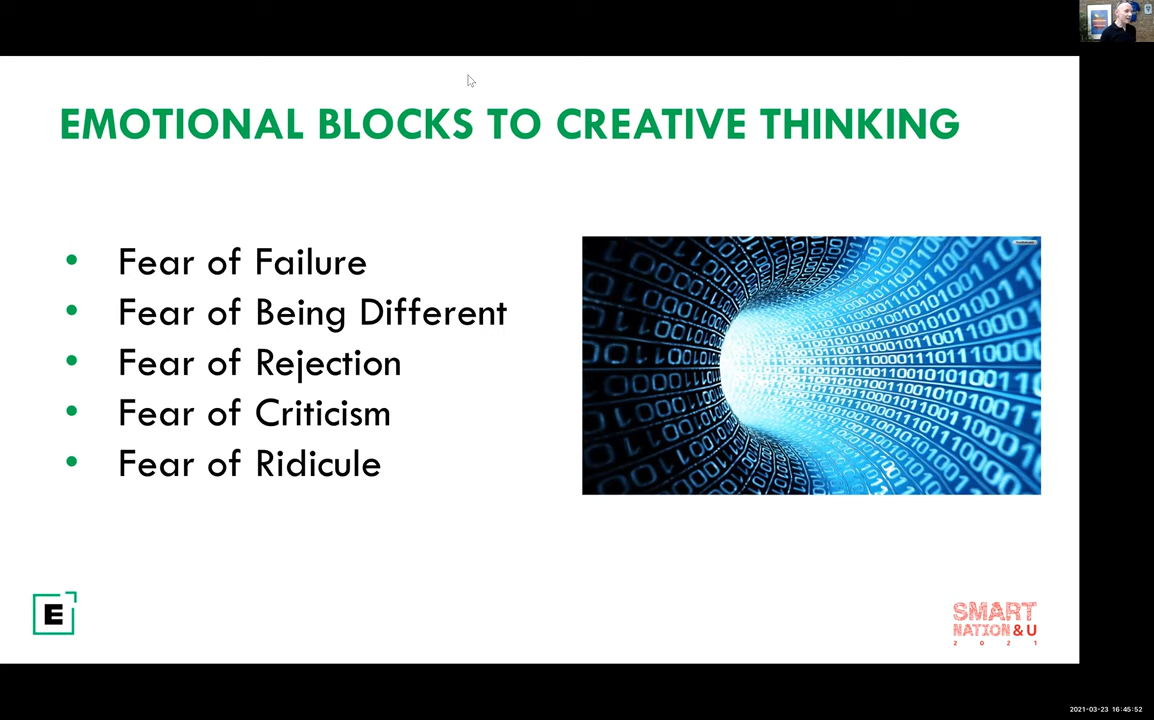 EMOTIONAL BLOCKS TO CREATIVE THINKING
• Fear of Failure
• Fear of Being Different
• Fear of Rejection
• Fear of Criticism
• Fear of Ridicule
E
SMART
NATION & U
2 0 2 1
2021-03-23 16:45:52